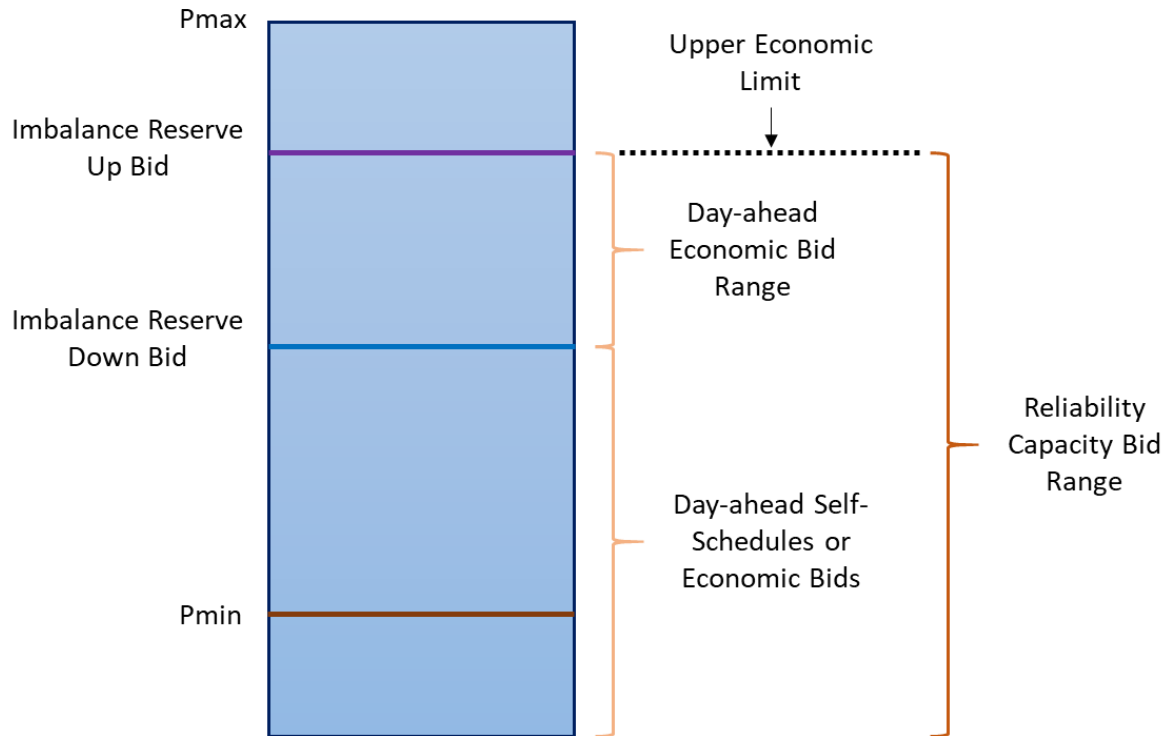 Pmax
Upper Economic
Limit
Imbalance Reserve
Up Bid
Day-ahead
Economic Bid
Range
Imbalance Reserve
Down Bid
Reliability
Capacity Bid
Range
Day-ahead Self-
Schedules or
Economic Bids
Pmin